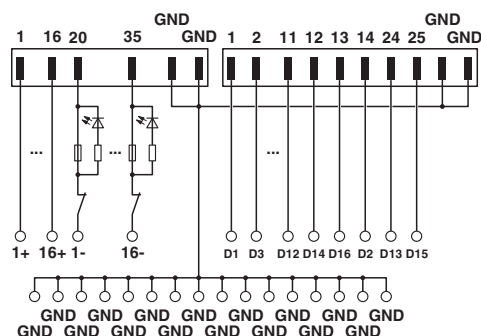 GND GND
1 16 20 35 GND 1 2 11 12 13 14 24 25 GND
... ... ...
1+ 16+ 1- 16- D1 D3 D12 D14 D16 D2 D13 D15
GND GND GND GND GND GND GND
GND GND GND GND GND GND GND GND